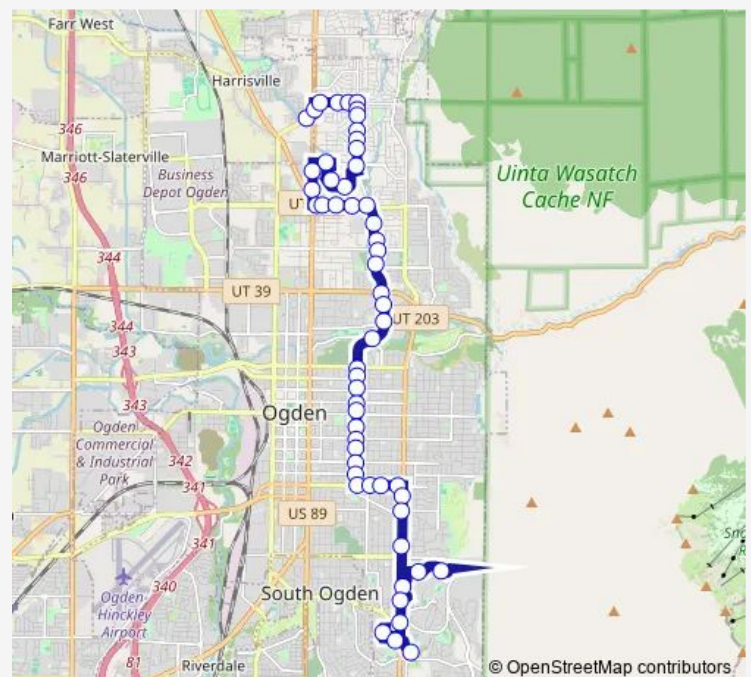 Farr West
Harrisville
346
Marriott-Slaterville
346
Business
Depot Ogden
Uinta Wasatch
Cache NF
UT
344
UT 39
344
UT 203
343
343
Ogden
Ogden
Commercial
& Industrial
Park
342
341
US 89
341
340
South Ogden
Ogden
Hinckley
Airport
81
Riverdale
© OpenStreetMap contributors